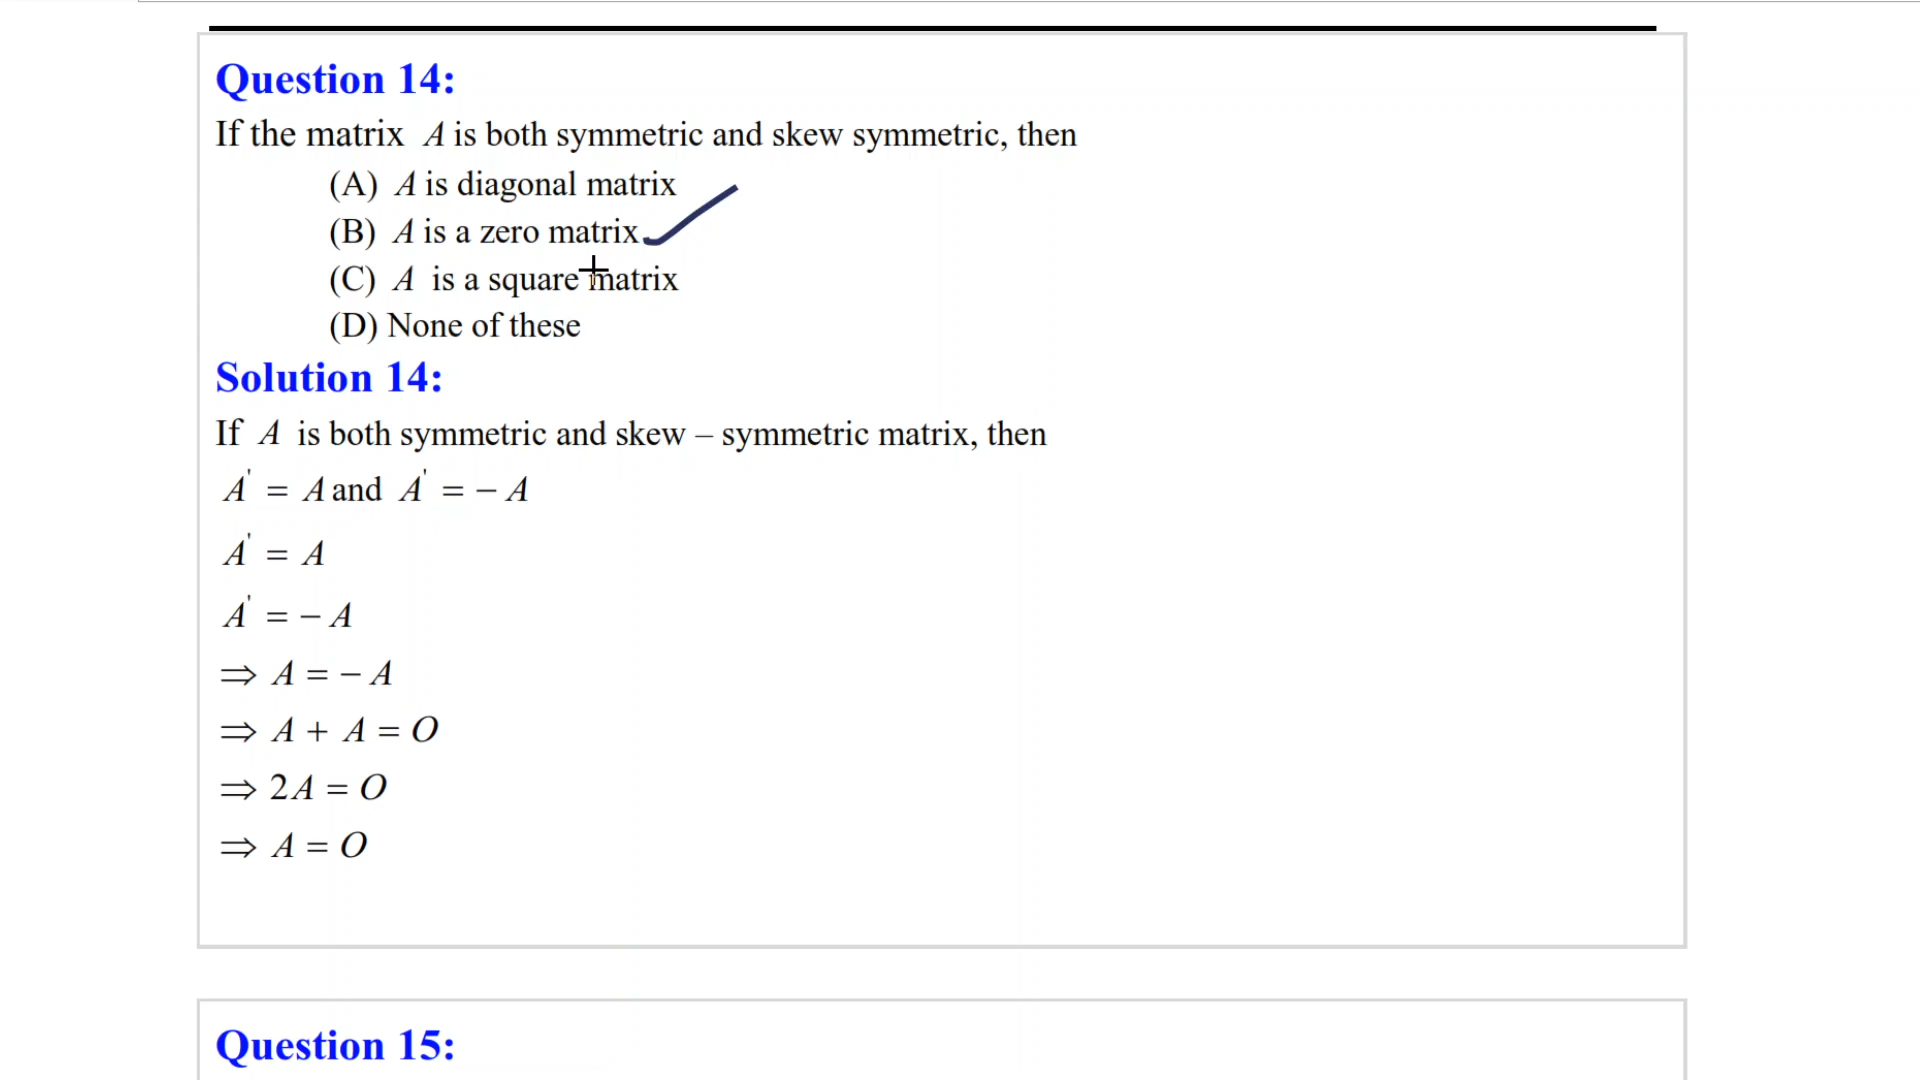 Question 14:
If the matrix A is both symmetric and skew symmetric, then
(A) A is diagonal matrix
(B) A is a zero matrix
(C) A is a square matrix
(D) None of these
Solution 14:
If A is both symmetric and skew – symmetric matrix, then
A' = A and A' = − A
A' = A
A' = − A
⇒ A = − A
⇒ A + A = O
⇒ 2A = O
⇒ A = O
Question 15: